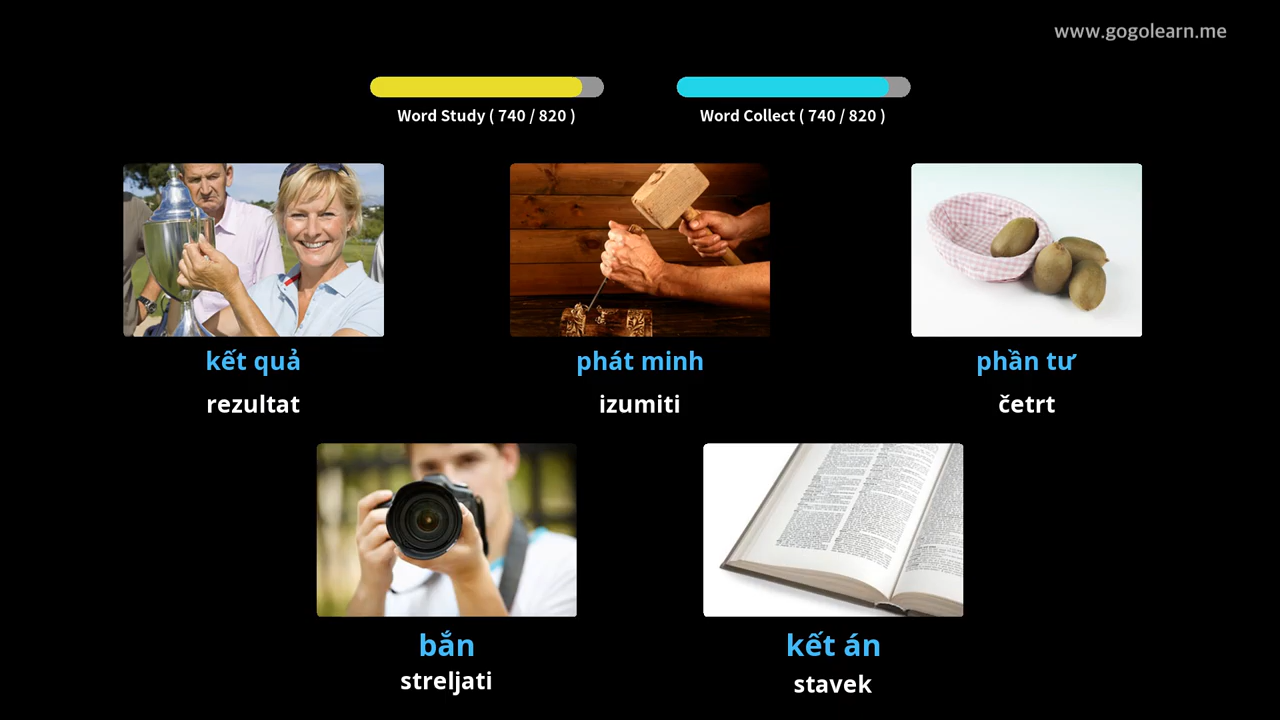 www.gogolearn.me
Word Study ( 740 / 820 )
Word Collect ( 740 / 820 )
kết quả
rezultat
phát minh
izumiti
phần tư
četrt
bắn
streljati
kết án
stavek